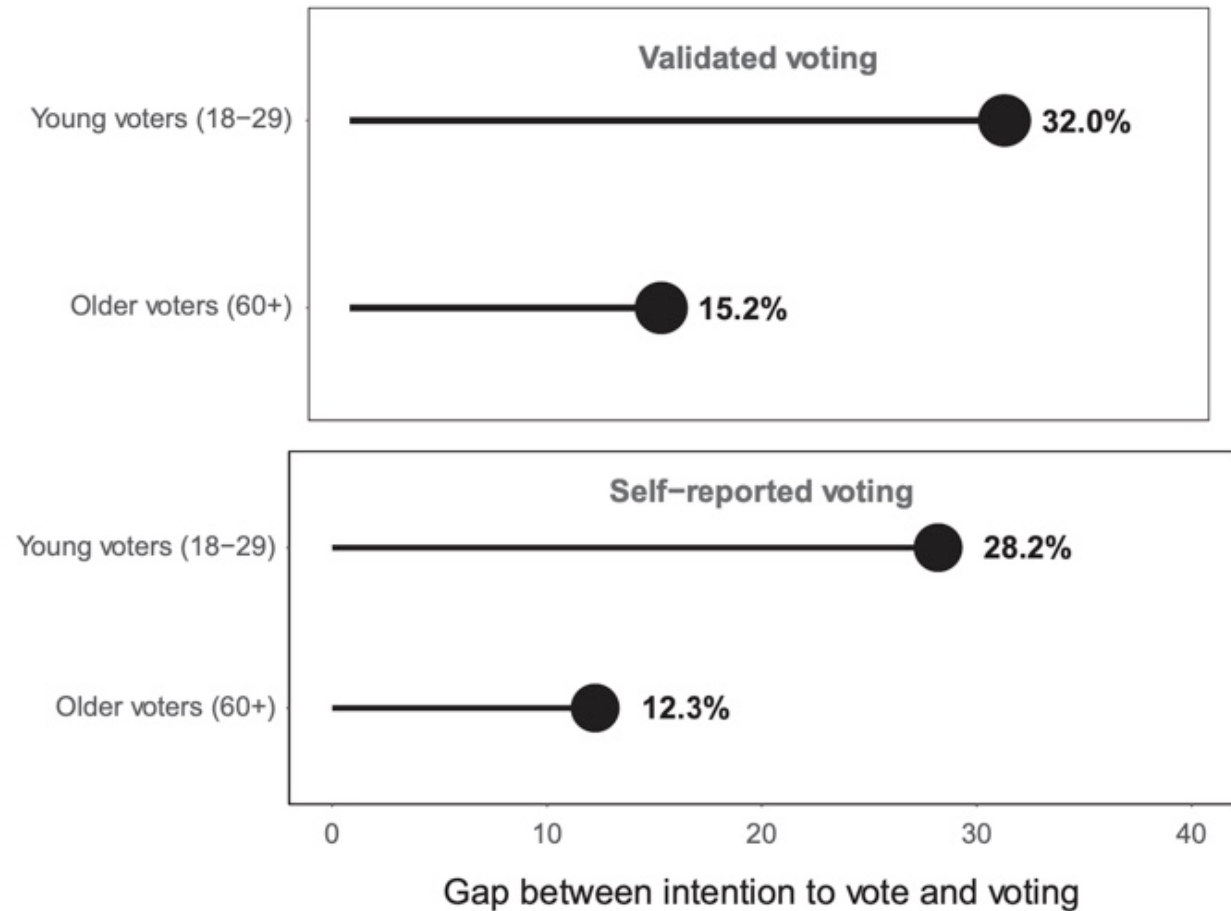 Validated voting
Young voters (18−29)
32.0%
Older voters (60+)
15.2%
Self−reported voting
Young voters (18−29)
28.2%
Older voters (60+)
12.3%
0 10 20 30 40
Gap between intention to vote and voting